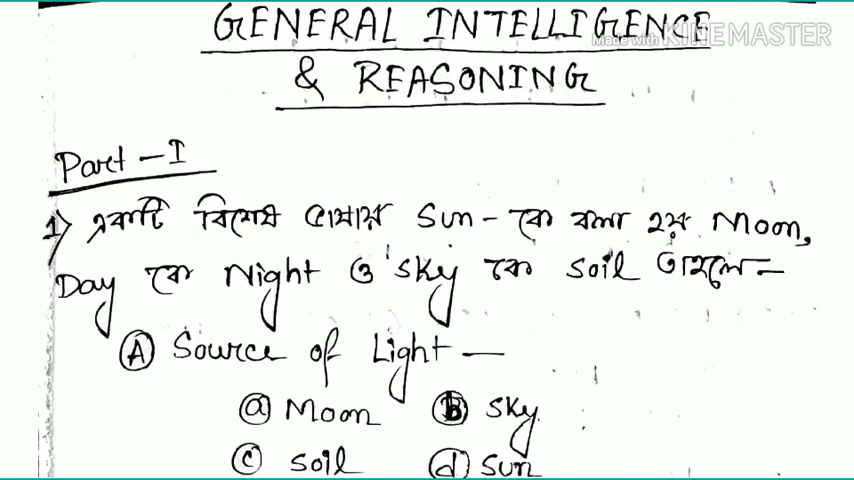 GENERAL INTELLIGENCE
Made with KINEMASTER
& REASONING
Part - I
1) একটি বিশেষ ভাষায় Sun - কে বলা হয় Moon,
Day কে Night ও Sky কে Soil তাহলে -
(A) Source of Light —
(a) Moon (b) Sky
(c) Soil (d) Sun